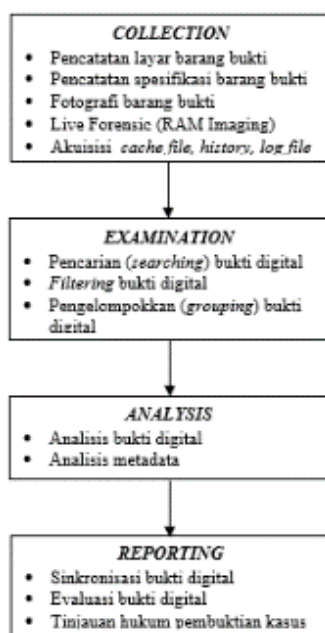 COLLECTION
• Pencatatan layar barang bukti
• Pencatatan spesifikasi barang bukti
• Fotografi barang bukti
• Live Forensic (RAM Imaging)
• Akuisisi cache file, history, log file
EXAMINATION
• Pencarian (searching) bukti digital
• Filtering bukti digital
• Pengelompokkan (grouping) bukti
digital
ANALYSIS
• Analisis bukti digital
• Analisis metadata
REPORTING
• Sinkronisasi bukti digital
• Evaluasi bukti digital
• Tinjauan hukum pembuktian kasus